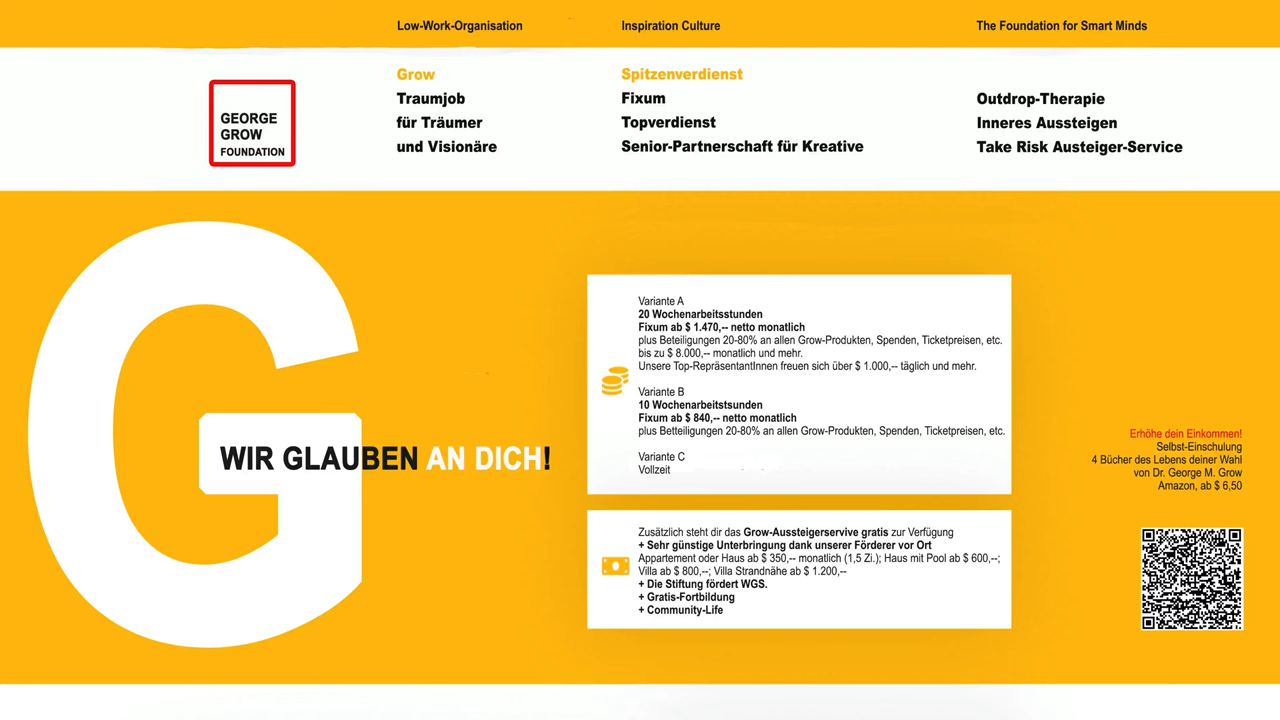 Low-Work-Organisation
Inspiration Culture
The Foundation for Smart Minds
GEORGE
GROW
FOUNDATION
Grow
Traumjob
für Träumer
und Visionäre
Spitzenverdienst
Fixum
Topverdienst
Senior-Partnerschaft für Kreative
Outdrop-Therapie
Inneres Aussteigen
Take Risk Austeiger-Service
G
WIR GLAUBEN AN DICH!
Variante A
20 Wochenarbeitsstunden
Fixum ab $ 1.470,-- netto monatlich
plus Beteiligungen 20-80% an allen Grow-Produkten, Spenden, Ticketpreisen, etc.
bis zu $ 8.000,-- monatlich und mehr.
Unsere Top-RepräsentantInnen freuen sich über $ 1.000,-- täglich und mehr.
Variante B
10 Wochenarbeitstsunden
Fixum ab $ 840,-- netto monatlich
plus Betteiligungen 20-80% an allen Grow-Produkten, Spenden, Ticketpreisen, etc.
Variante C
Vollzeit
Zusätzlich steht dir das Grow-Aussteigerservive gratis zur Verfügung
+ Sehr günstige Unterbringung dank unserer Förderer vor Ort
Appartement oder Haus ab $ 350,-- monatlich (1,5 Zi.); Haus mit Pool ab $ 600,--;
Villa ab $ 800,--; Villa Strandnähe ab $ 1.200,--
+ Die Stiftung fördert WGS.
+ Gratis-Fortbildung
+ Community-Life
Erhöhe dein Einkommen!
Selbst-Einschulung
4 Bücher des Lebens deiner Wahl
von Dr. George M. Grow
Amazon, ab $ 6,50